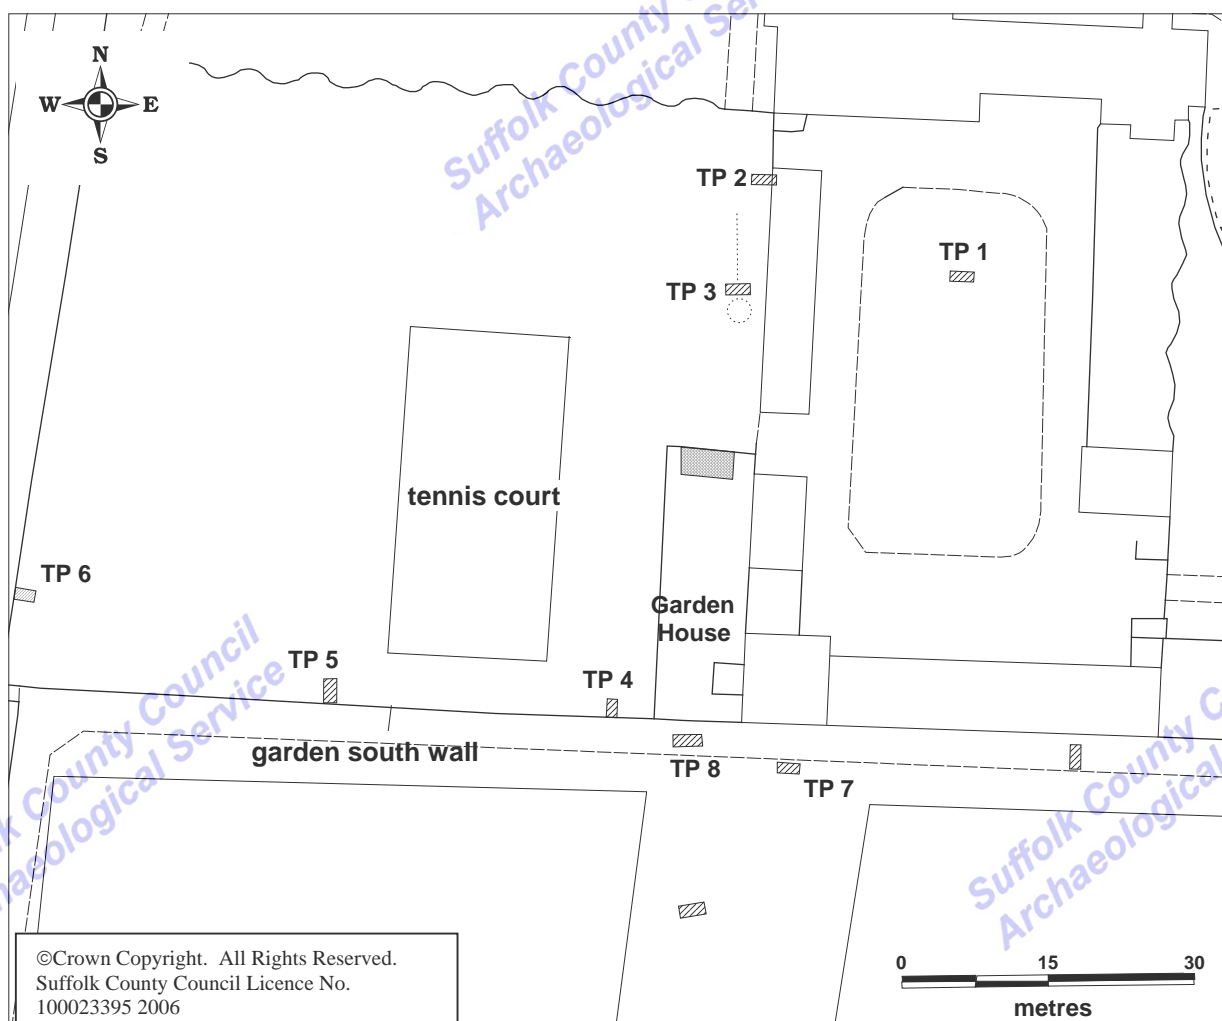 Suffolk County
Archaeological Service
N
W E
S
TP 2
TP 1
TP 3
tennis court
TP 6
Garden
House
TP 5
TP 4
garden south wall
TP 8
TP 7
Suffolk County Council
Archaeological Service
Suffolk County
Archaeological
©Crown Copyright. All Rights Reserved.
Suffolk County Council Licence No.
100023395 2006
0 15 30
metres